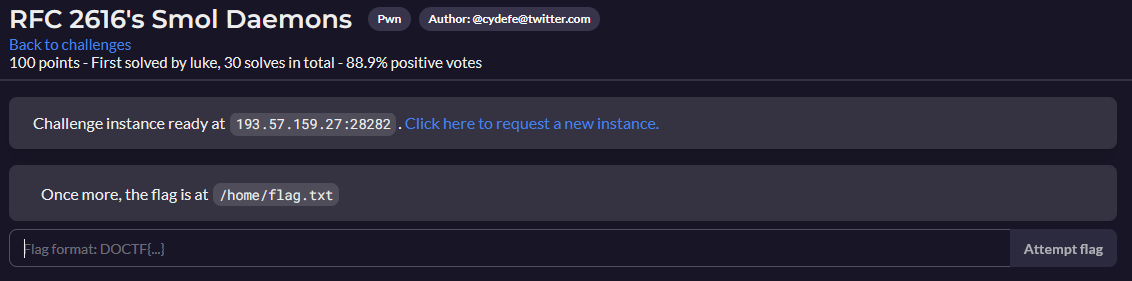 RFC 2616's Smol Daemons Pwn Author: @cydefe@twitter.com
Back to challenges
100 points - First solved by luke, 30 solves in total - 88.9% positive votes
Challenge instance ready at 193.57.159.27:28282. Click here to request a new instance.
Once more, the flag is at /home/flag.txt
Flag format: DOCTF{...} Attempt flag